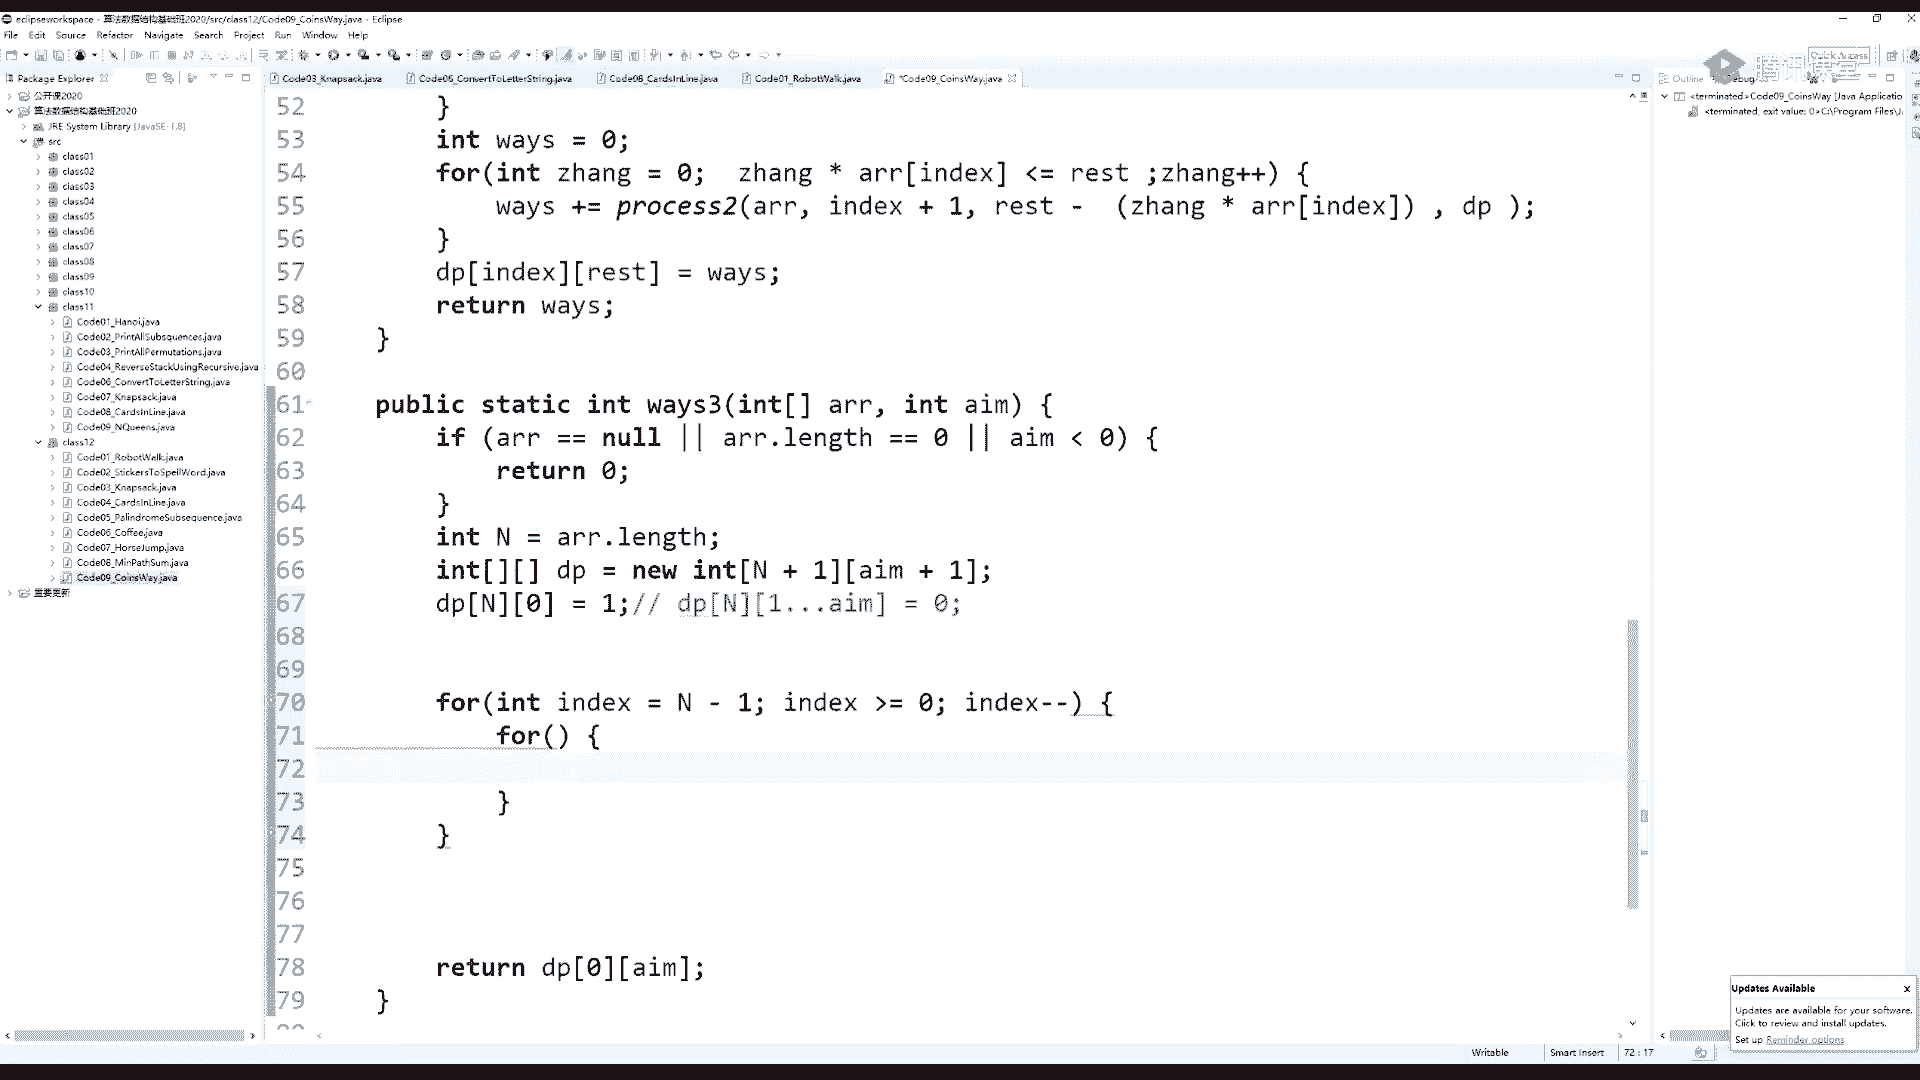 eclipseworkspace - 算法数据结构基础班2020/src/class12/Code09_CoinsWay.java - Eclipse
File Edit Source Refactor Navigate Search Project Run Window Help
Quick Access
Package Explorer
Code03_Knapsack.java Code06_ConvertToLetterString.java Code08_CardsInLine.java Code01_RobotWalk.java *Code09_CoinsWay.java
Outline
公开课2020
算法数据结构基础班2020
JRE System Library [JavaSE-1.8]
src
class01
class02
class03
class04
class05
class06
class07
class08
class09
class10
class11
Code01_Hanoi.java
Code02_PrintAllSubsquences.java
Code03_PrintAllPermutations.java
Code04_ReverseStackUsingRecursive.java
Code06_ConvertToLetterString.java
Code07_Knapsack.java
Code08_CardsInLine.java
Code09_NQueens.java
class12
Code01_RobotWalk.java
Code02_StickersToSpellWord.java
Code03_Knapsack.java
Code04_CardsInLine.java
Code05_PalindromeSubsequence.java
Code06_Coffee.java
Code07_HorseJump.java
Code08_MinPathSum.java
Code09_CoinsWay.java
重要更新
52 }
53 int ways = 0;
54 for(int zhang = 0; zhang * arr[index] <= rest ;zhang++) {
55 ways += process2(arr, index + 1, rest - (zhang * arr[index]) , dp );
56 }
57 dp[index][rest] = ways;
58 return ways;
59 }
60
61 public static int ways3(int[] arr, int aim) {
62 if (arr == null || arr.length == 0 || aim < 0) {
63 return 0;
64 }
65 int N = arr.length;
66 int[][] dp = new int[N + 1][aim + 1];
67 dp[N][0] = 1;// dp[N][1...aim] = 0;
68
69
70 for(int index = N - 1; index >= 0; index--) {
71 for() {
72
73 }
74 }
75
76
77
78 return dp[0][aim];
79 }
<terminated>Code09_CoinsWay [Java Applicatio
<terminated, exit value: 0>C:\Program Files\J
Updates Available x
Updates are available for your software.
Click to review and install updates.
Set up Reminder options
Writable Smart Insert 72 : 17